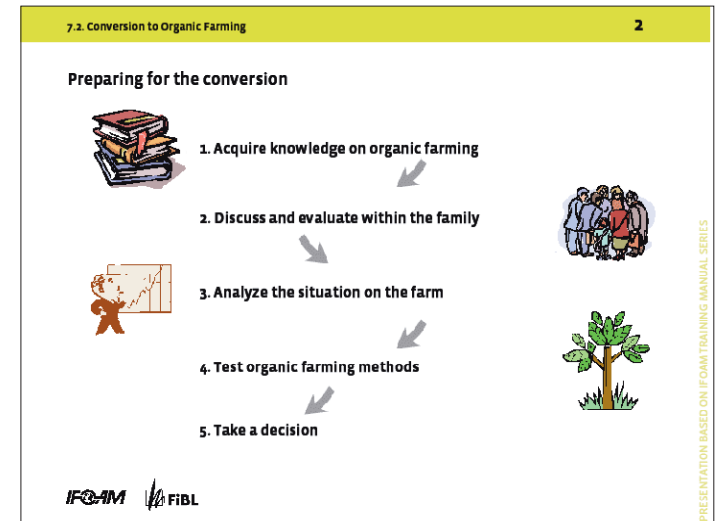 7.2. Conversion to Organic Farming 2
Preparing for the conversion
1. Acquire knowledge on organic farming
2. Discuss and evaluate within the family
3. Analyze the situation on the farm
4. Test organic farming methods
5. Take a decision
IFOAM FiBL
PRESENTATION BASED ON IFOAM TRAINING MANUAL SERIES